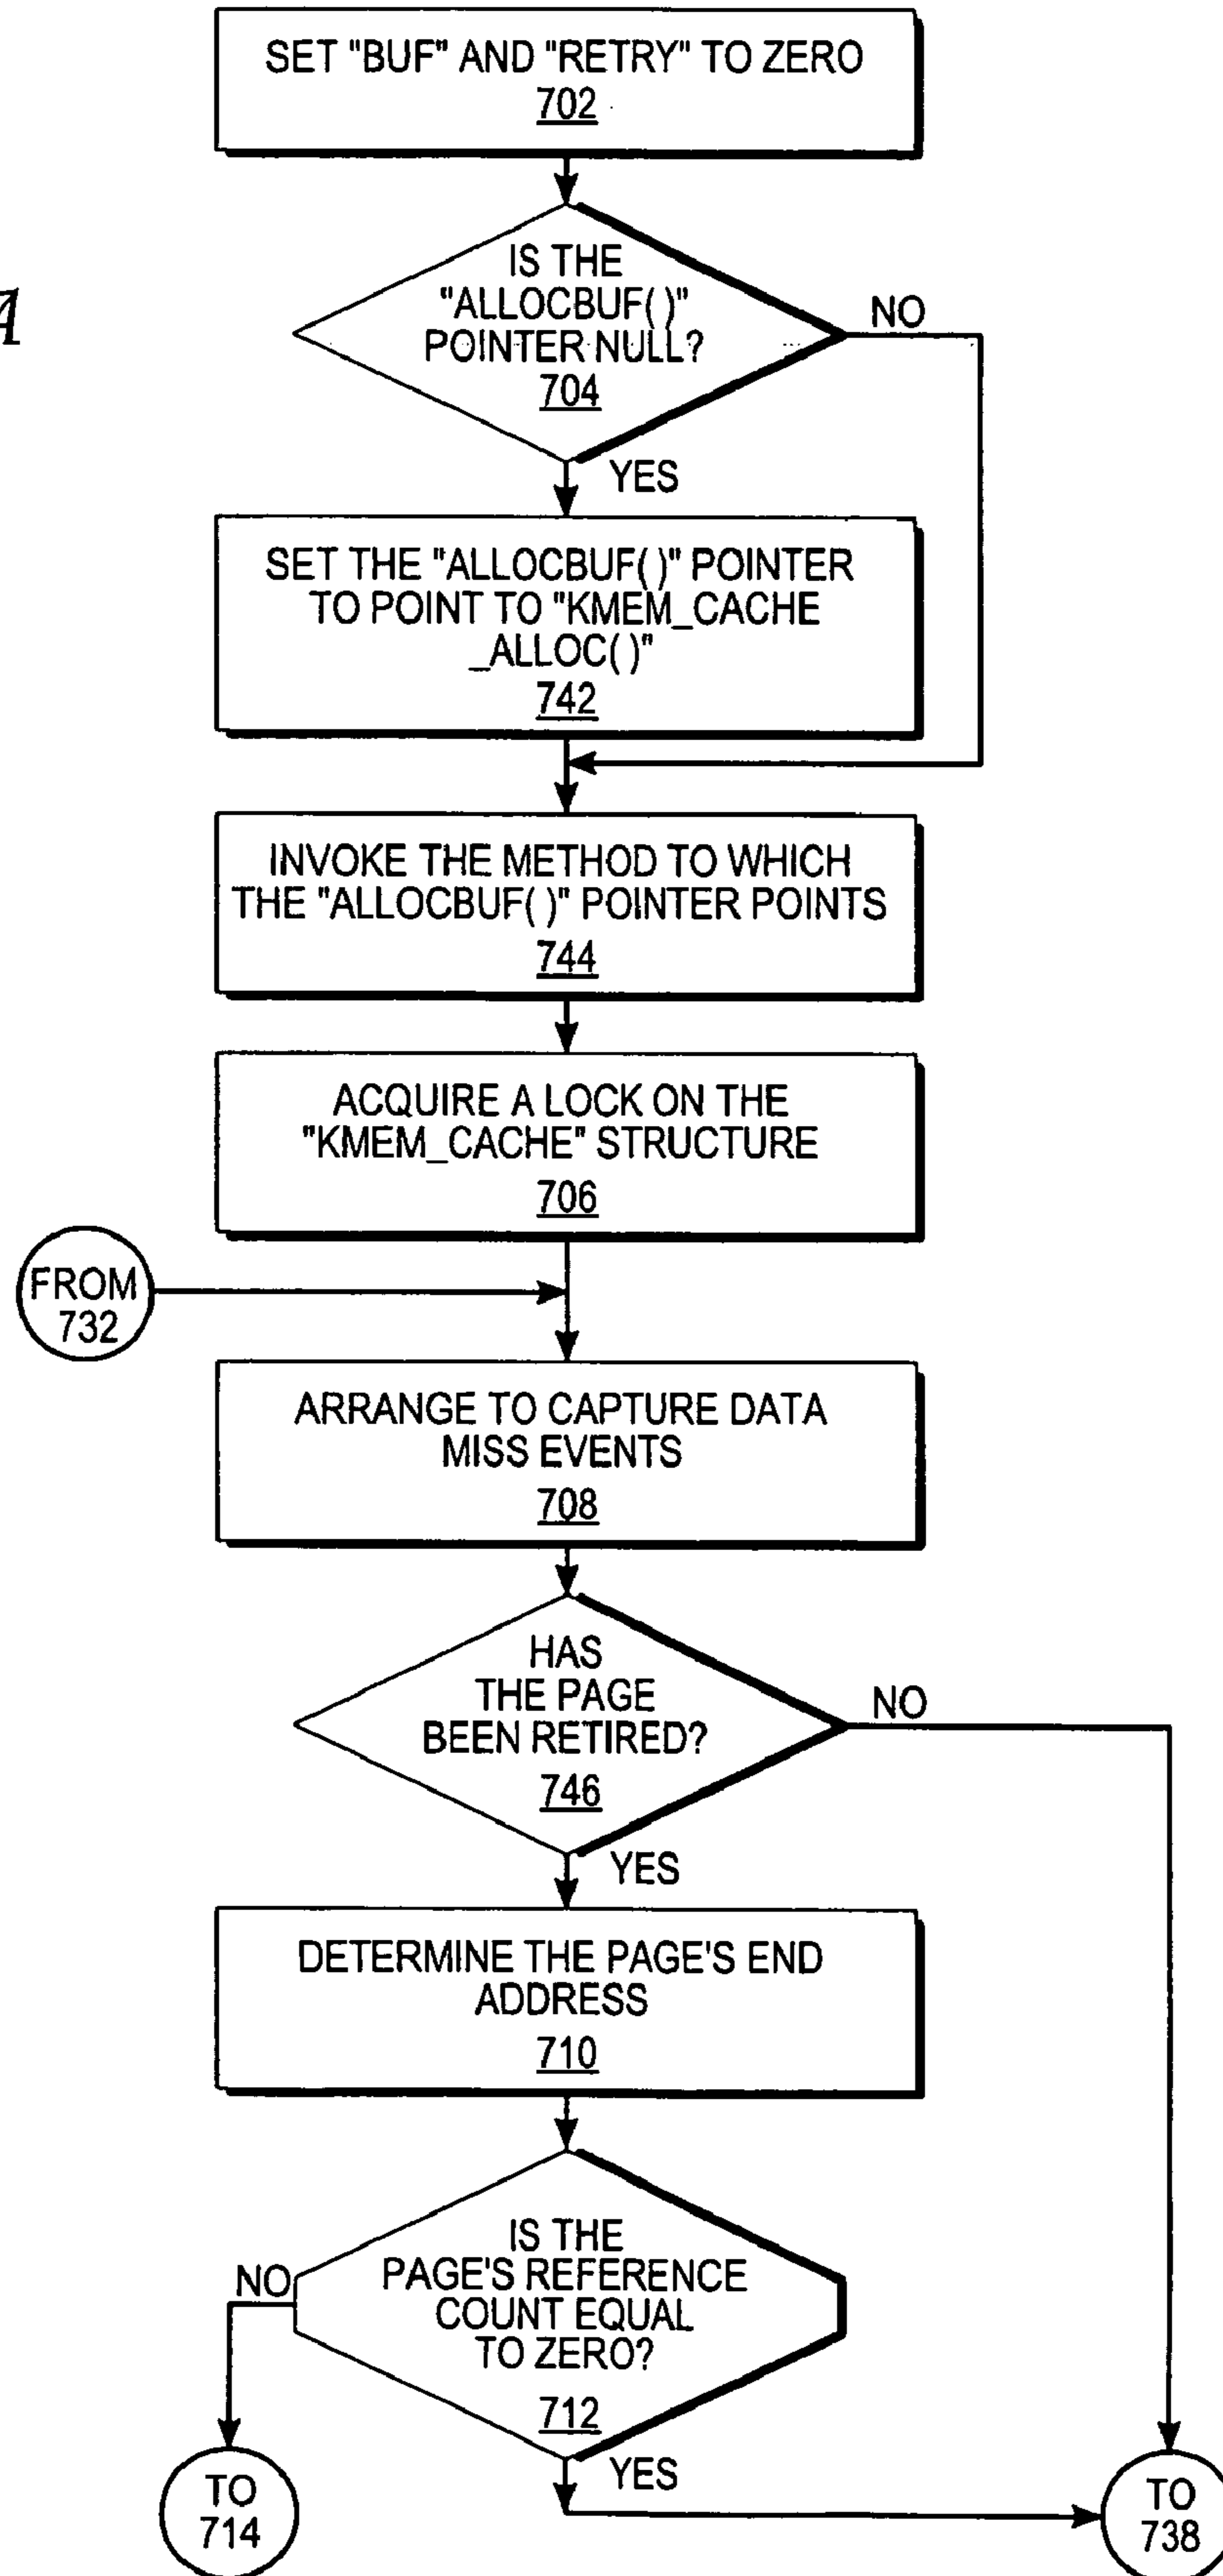 SET "BUF" AND "RETRY" TO ZERO
702
A
IS THE
"ALLOCBUF( )"
POINTER NULL?
704
NO
YES
SET THE "ALLOCBUF( )" POINTER
TO POINT TO "KMEM_CACHE
_ALLOC( )"
742
INVOKE THE METHOD TO WHICH
THE "ALLOCBUF( )" POINTER POINTS
744
ACQUIRE A LOCK ON THE
"KMEM_CACHE" STRUCTURE
706
FROM
732
ARRANGE TO CAPTURE DATA
MISS EVENTS
708
HAS
THE PAGE
BEEN RETIRED?
746
NO
YES
DETERMINE THE PAGE'S END
ADDRESS
710
IS THE
PAGE'S REFERENCE
COUNT EQUAL
TO ZERO?
712
NO
YES
TO
714
TO
738